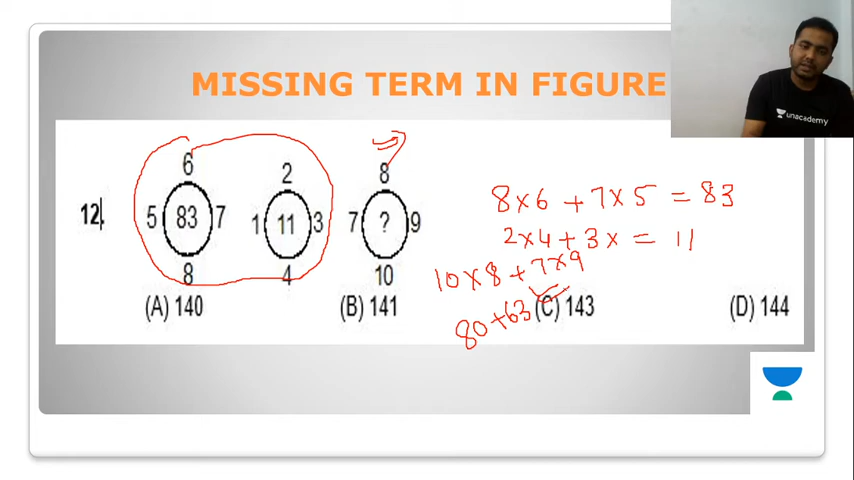 MISSING TERM IN FIGURE
unacademy
6 2 8
12. 5 83 7 1 11 3 7 ? 9
8 4 10
(A) 140 (B) 141 (C) 143 (D) 144
8×6 + 7×5 = 83
2×4 + 3× = 11
10×8 + 7×9
80+63